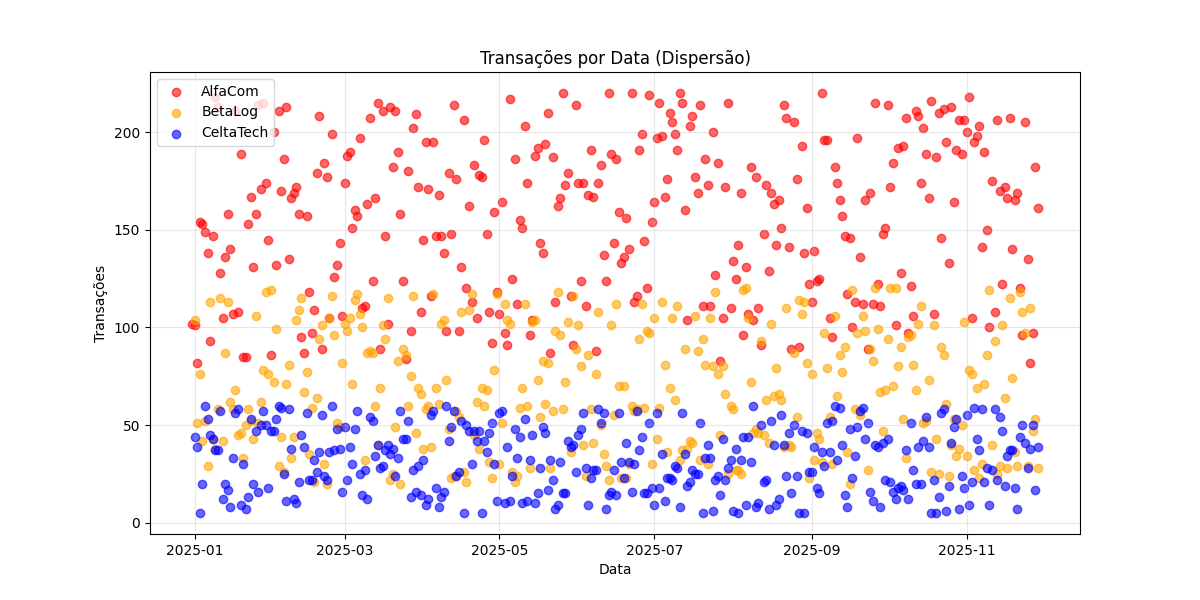 Transações por Data (Dispersão)
AlfaCom
BetaLog
CeltaTech
Transações
200
150
100
50
0
2025-01
2025-03
2025-05
2025-07
2025-09
2025-11
Data